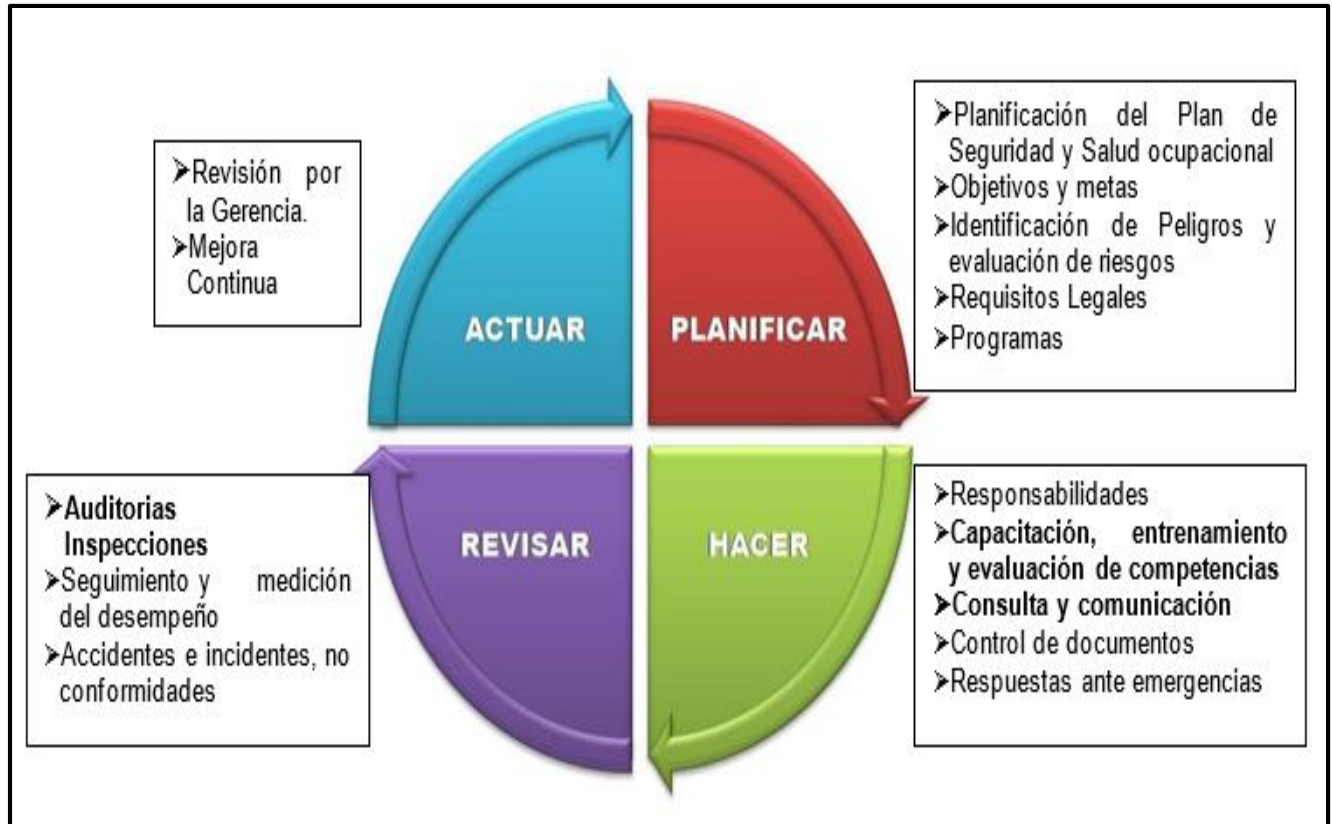 ➢Revisión por
la Gerencia.
➢Mejora
Continua
ACTUAR
PLANIFICAR
➢Planificación del Plan de
Seguridad y Salud ocupacional
➢Objetivos y metas
➢Identificación de Peligros y
evaluación de riesgos
➢Requisitos Legales
➢Programas
➢Auditorias
Inspecciones
➢Seguimiento y medición
del desempeño
➢Accidentes e incidentes, no
conformidades
REVISAR
HACER
➢Responsabilidades
➢Capacitación, entrenamiento
y evaluación de competencias
➢Consulta y comunicación
➢Control de documentos
➢Respuestas ante emergencias